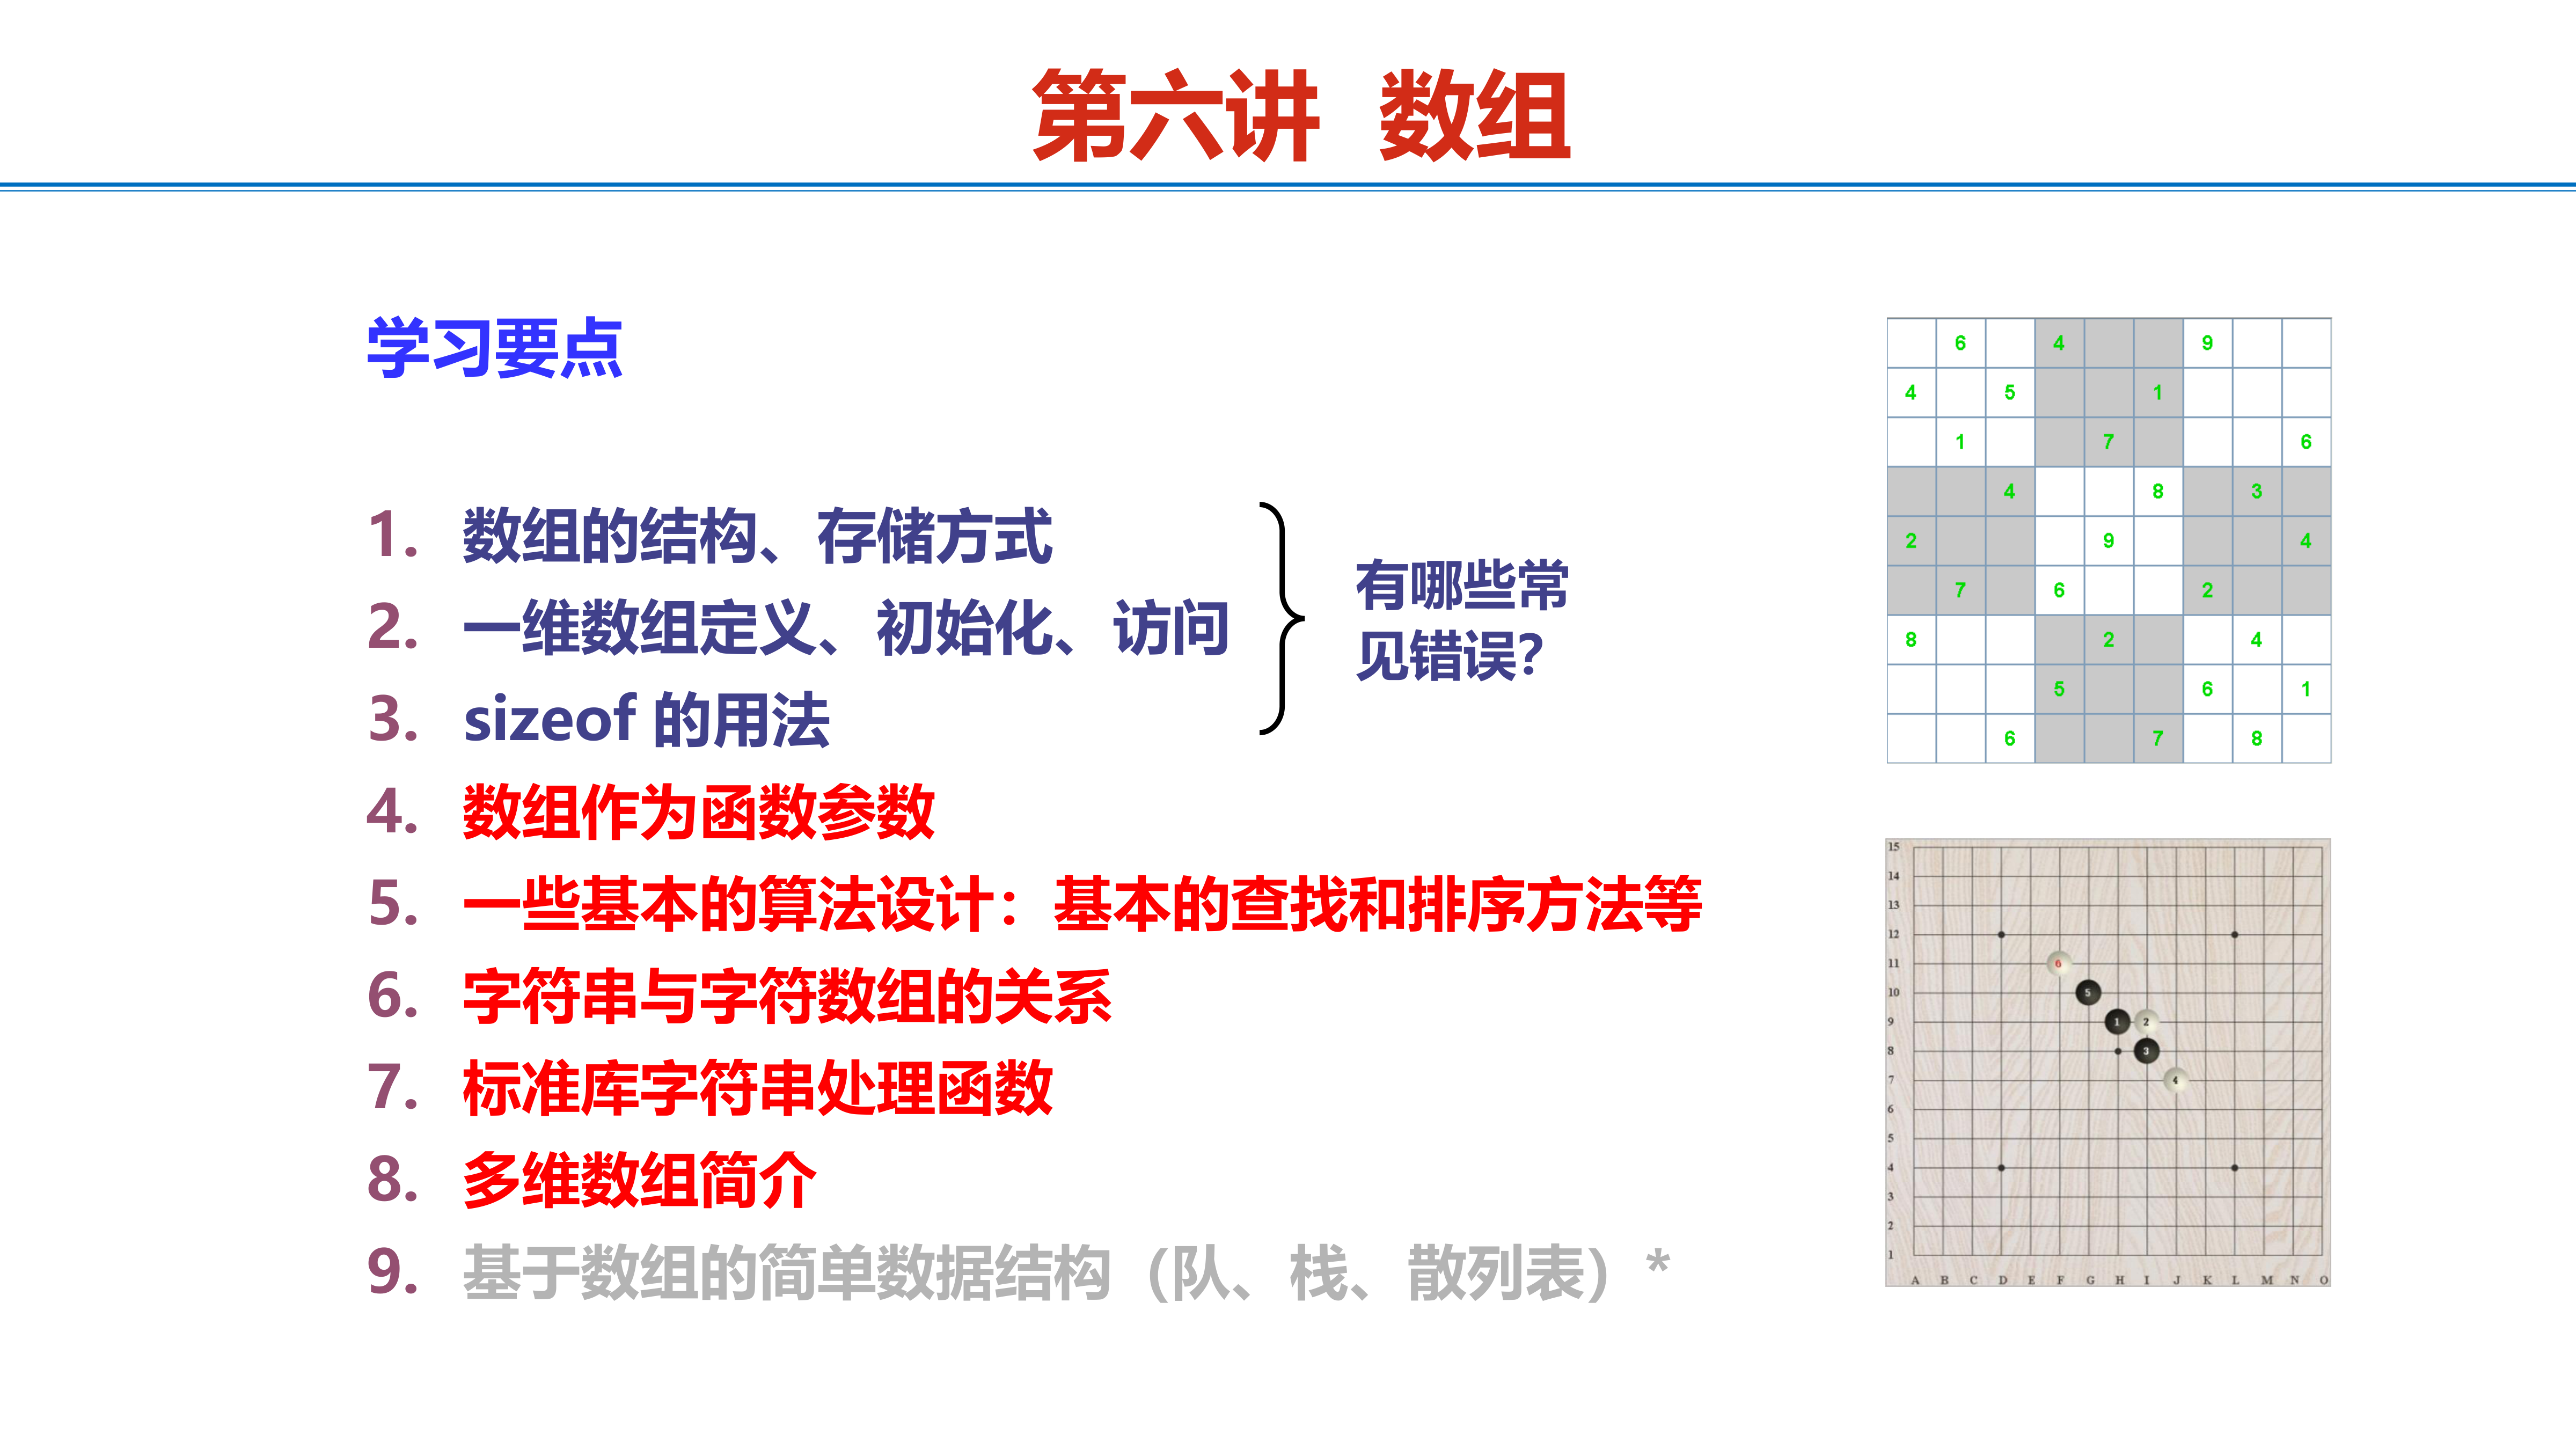 第六讲 数组
学习要点
1. 数组的结构、存储方式
2. 一维数组定义、初始化、访问
3. sizeof 的用法
有哪些常
见错误?
4. 数组作为函数参数
5. 一些基本的算法设计：基本的查找和排序方法等
6. 字符串与字符数组的关系
7. 标准库字符串处理函数
8. 多维数组简介
9. 基于数组的简单数据结构（队、栈、散列表）*
6 4 9
4 5 1
1 7 6
4 8 3
2 9 4
7 6 2
8 2 4
5 6 1
6 7 8
15
14
13
12
11 6
10 5
9 1 2
8 3
7 4
6
5
4
3
2
1
A B C D E F G H I J K L M N O